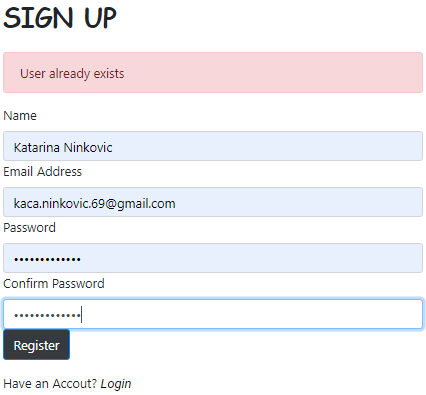 SIGN UP
User already exists
Name
Katarina Ninkovic
Email Address
kaca.ninkovic.69@gmail.com
Password
•••••••••••••
Confirm Password
•••••••••••••
Register
Have an Accout? Login